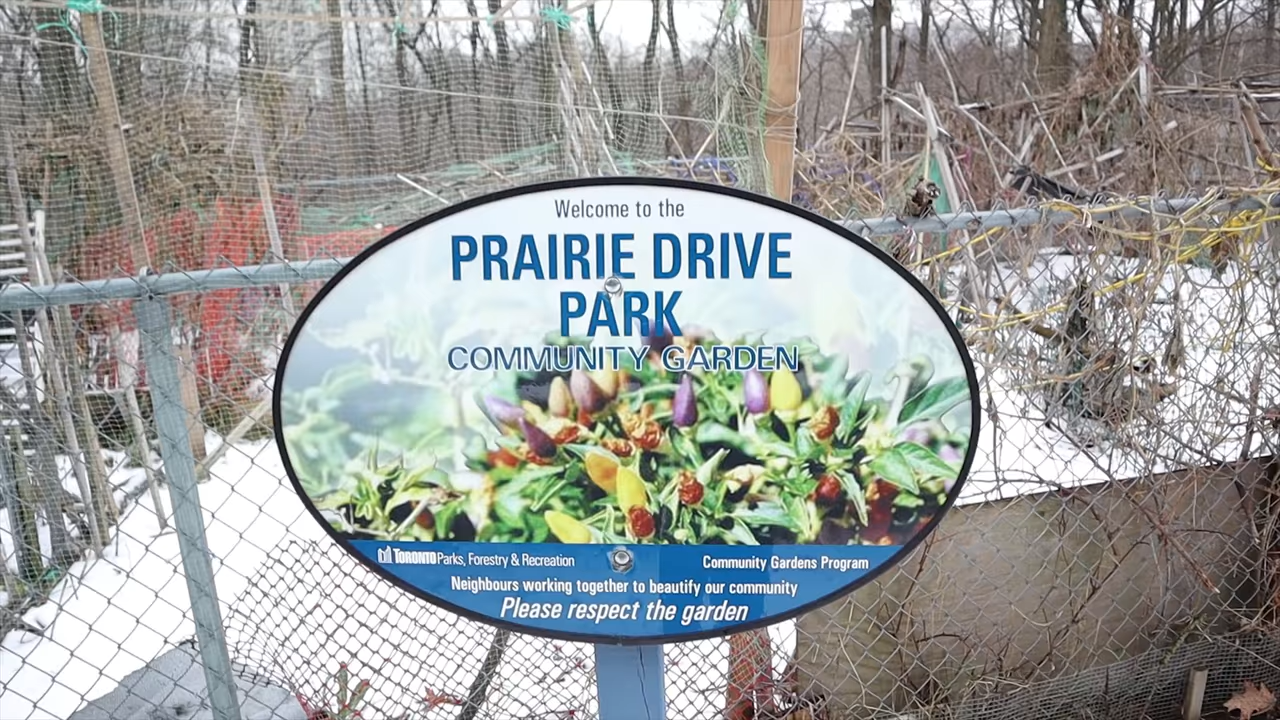 Welcome to the
PRAIRIE DRIVE
PARK
COMMUNITY GARDEN
TORONTO Parks, Forestry & Recreation
Community Gardens Program
Neighbours working together to beautify our community
Please respect the garden